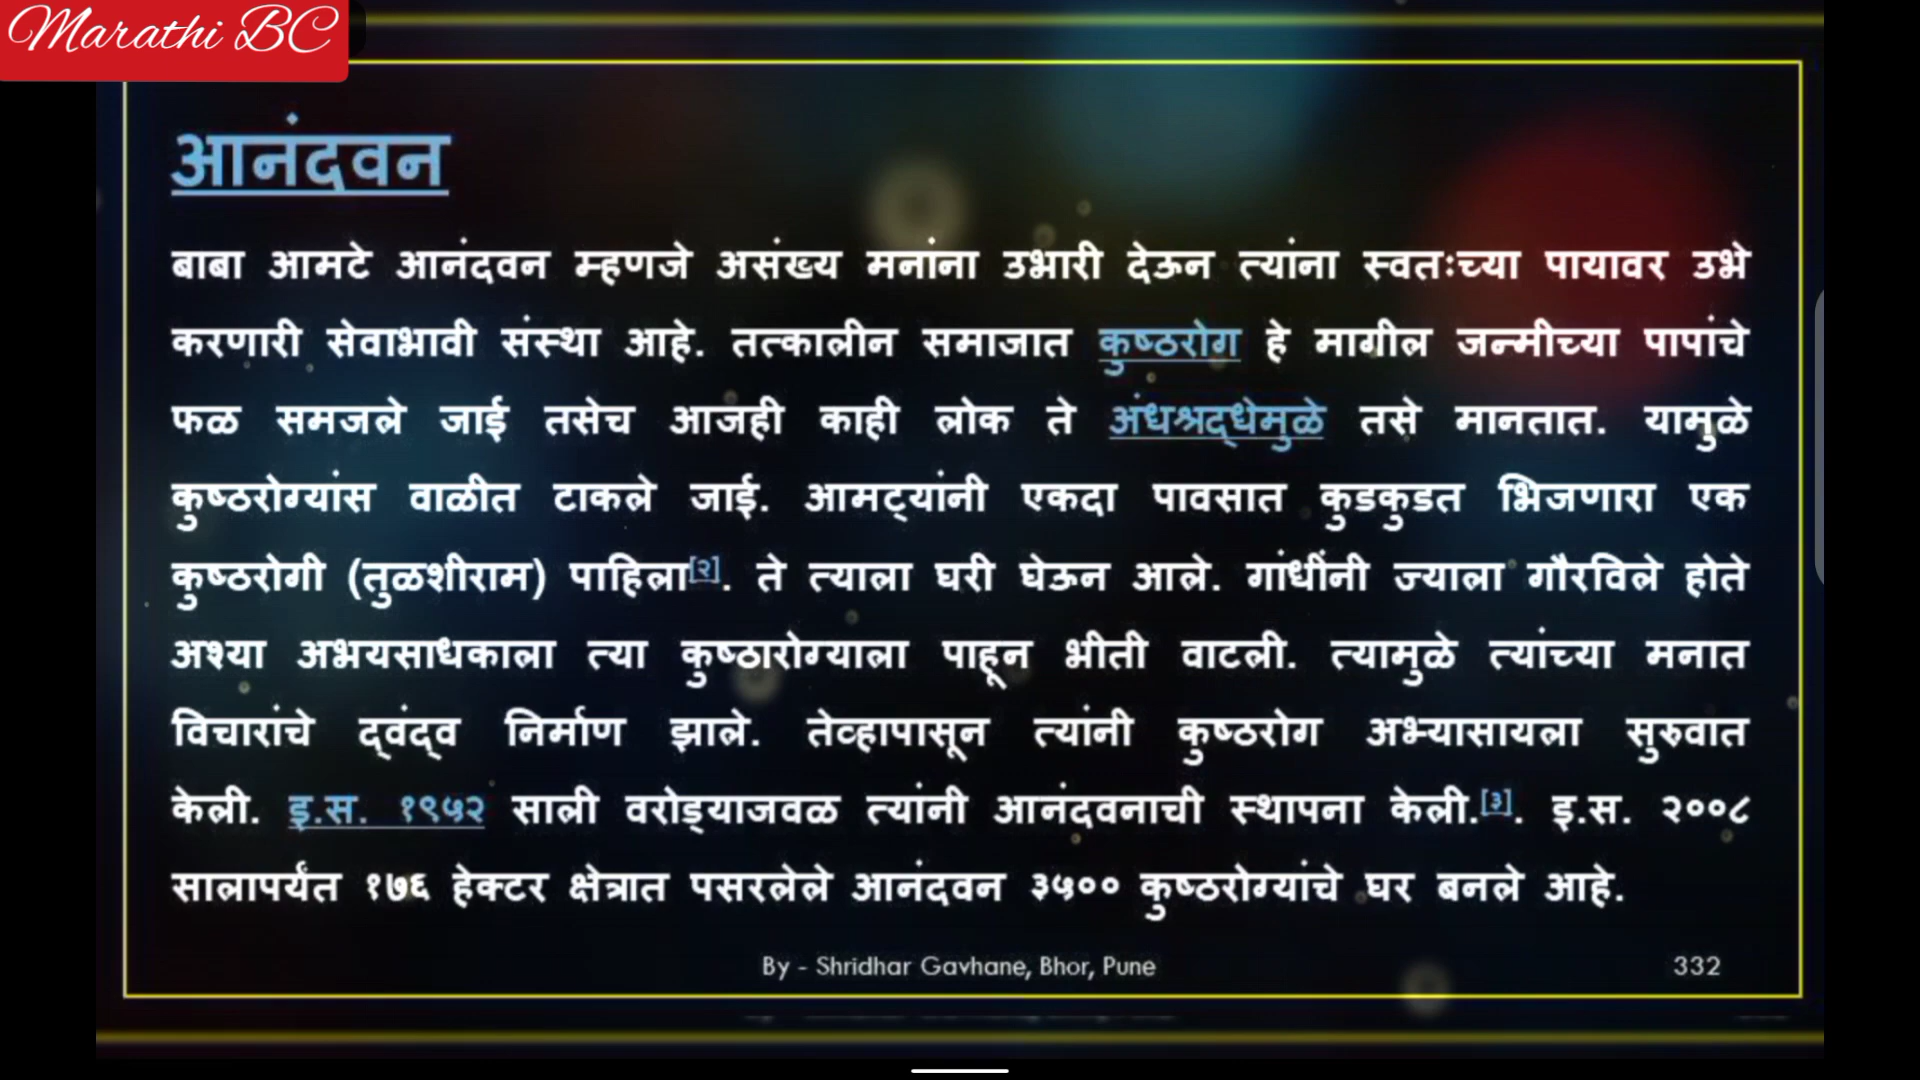 Marathi BC
आनंदवन
बाबा आमटे आनंदवन म्हणजे असंख्य मनांना उभारी देऊन त्यांना स्वतःच्या पायावर उभे
करणारी सेवाभावी संस्था आहे. तत्कालीन समाजात कुष्ठरोग हे मागील जन्मीच्या पापांचे
फळ समजले जाई तसेच आजही काही लोक ते अंधश्रद्धेमुळे तसे मानतात. यामुळे
कुष्ठरोग्यांस वाळीत टाकले जाई. आमट्यांनी एकदा पावसात कुडकुडत भिजणारा एक
कुष्ठरोगी (तुळशीराम) पाहिला[२]. ते त्याला घरी घेऊन आले. गांधींनी ज्याला गौरविले होते
अश्या अभयसाधकाला त्या कुष्ठारोग्याला पाहून भीती वाटली. त्यामुळे त्यांच्या मनात
विचारांचे द्वंद्व निर्माण झाले. तेव्हापासून त्यांनी कुष्ठरोग अभ्यासायला सुरुवात
केली. इ.स. १९५२ साली वरोड्याजवळ त्यांनी आनंदवनाची स्थापना केली.[३]. इ.स. २००८
सालापर्यंत १७६ हेक्टर क्षेत्रात पसरलेले आनंदवन ३५०० कुष्ठरोग्यांचे घर बनले आहे.
By - Shridhar Gavhane, Bhor, Pune
332